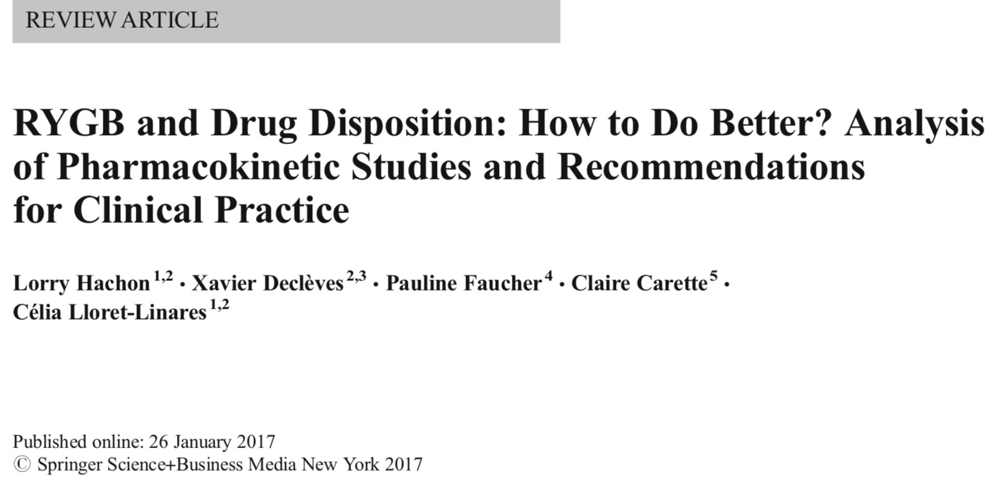 REVIEW ARTICLE
RYGB and Drug Disposition: How to Do Better? Analysis
of Pharmacokinetic Studies and Recommendations
for Clinical Practice
Lorry Hachon 1,2 · Xavier Declèves 2,3 · Pauline Faucher 4 · Claire Carette 5 ·
Célia Lloret-Linares 1,2
Published online: 26 January 2017
© Springer Science+Business Media New York 2017